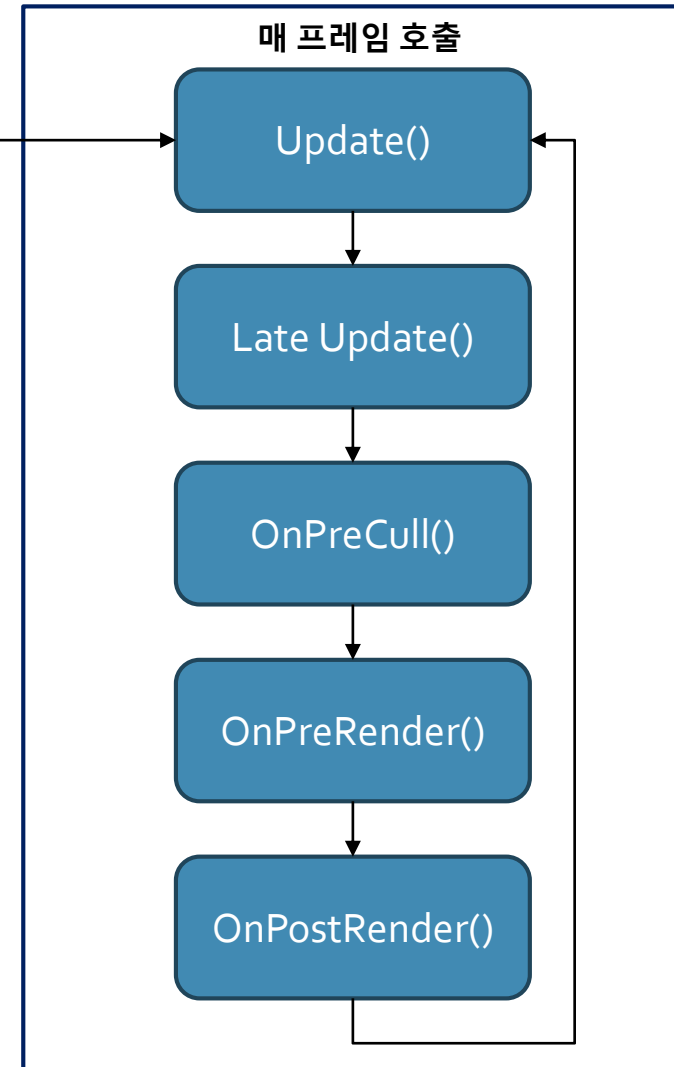 매 프레임 호출
Update()
Late Update()
OnPreCull()
OnPreRender()
OnPostRender()